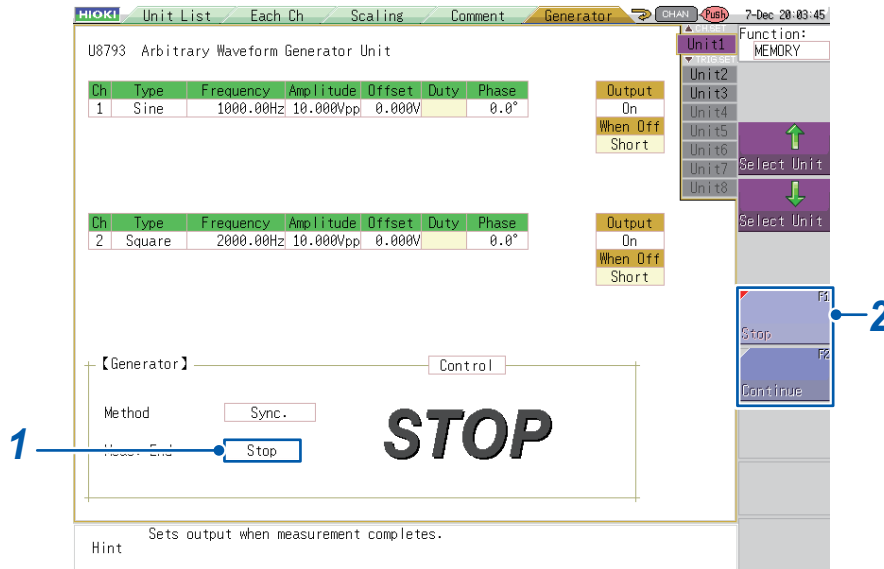 HIOKI Unit List Each Ch Scaling Comment Generator CHAN Push 7-Dec 20:03:45
Function:
MEMORY
U8793 Arbitrary Waveform Generator Unit
▲ CH.SET
Unit1
▼ TRIG.SET
Unit2
Unit3
Unit4
Unit5
Unit6
Unit7
Unit8
Select Unit
Select Unit
Ch Type Frequency Amplitude Offset Duty Phase
1 Sine 1000.00Hz 10.000Vpp 0.000V 0.0°
Output
On
When Off
Short
Ch Type Frequency Amplitude Offset Duty Phase
2 Square 2000.00Hz 10.000Vpp 0.000V 0.0°
Output
On
When Off
Short
F1
Stop
2
F2
Continue
【Generator】 Control
Method Sync.
STOP
1 End Stop
Hint Sets output when measurement completes.